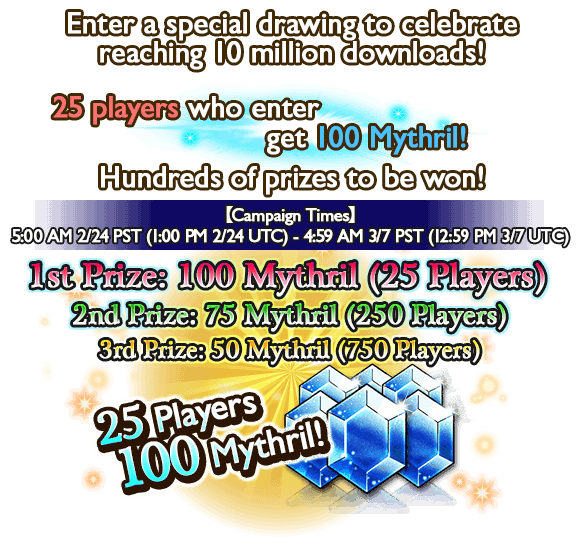 Enter a special drawing to celebrate
reaching 10 million downloads!
25 players who enter
get 100 Mythril!
Hundreds of prizes to be won!
【Campaign Times】
5:00 AM 2/24 PST (1:00 PM 2/24 UTC) - 4:59 AM 3/7 PST (12:59 PM 3/7 UTC)
1st Prize: 100 Mythril (25 Players)
2nd Prize: 75 Mythril (250 Players)
3rd Prize: 50 Mythril (750 Players)
25 Players
100 Mythril!